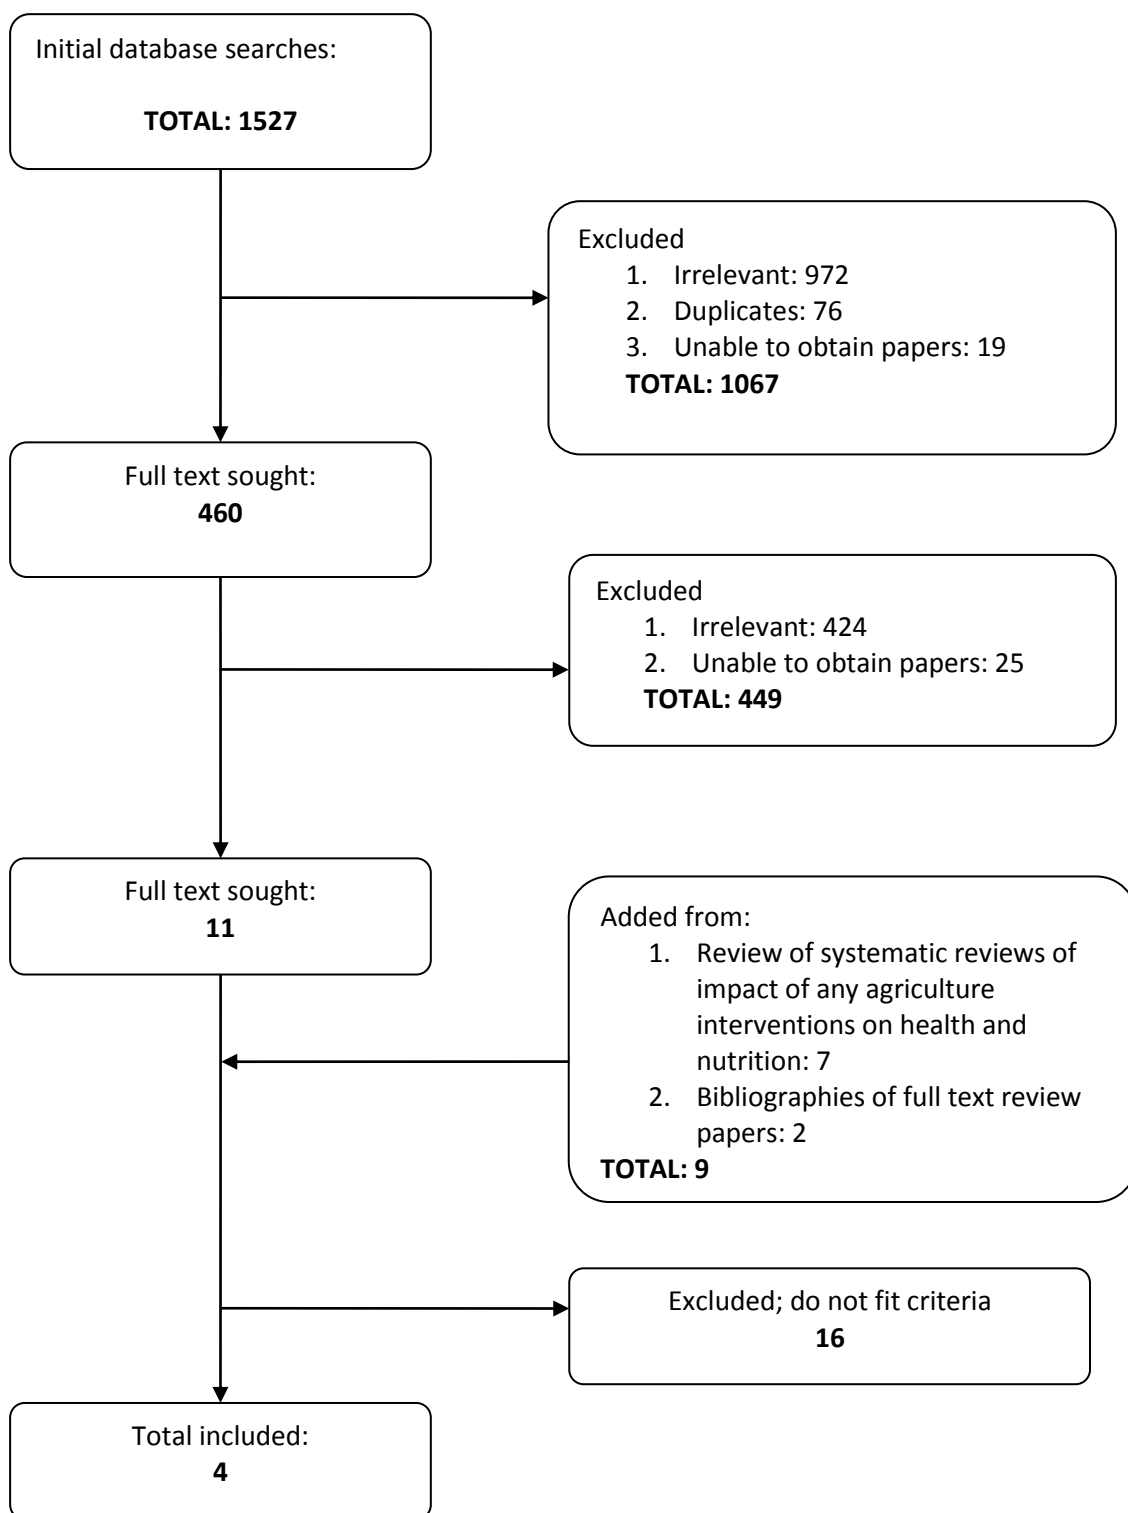 Initial database searches:
TOTAL: 1527
Excluded
1. Irrelevant: 972
2. Duplicates: 76
3. Unable to obtain papers: 19
TOTAL: 1067
Full text sought:
460
Excluded
1. Irrelevant: 424
2. Unable to obtain papers: 25
TOTAL: 449
Full text sought:
11
Added from:
1. Review of systematic reviews of
impact of any agriculture
interventions on health and
nutrition: 7
2. Bibliographies of full text review
papers: 2
TOTAL: 9
Excluded; do not fit criteria
16
Total included:
4